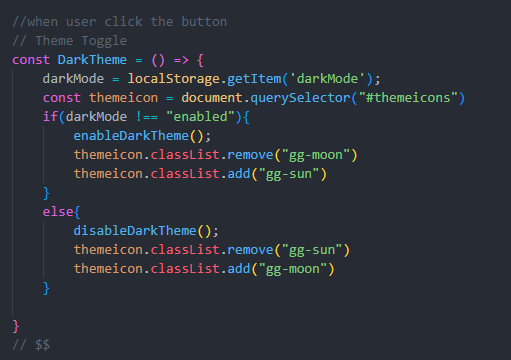 //when user click the button
// Theme Toggle
const DarkTheme = () => {
    darkMode = localStorage.getItem('darkMode');
    const themeicon = document.querySelector("#themeicons")
    if(darkMode !== "enabled"){
        enableDarkTheme();
        themeicon.classList.remove("gg-moon")
        themeicon.classList.add("gg-sun")
    }
    else{
        disableDarkTheme();
        themeicon.classList.remove("gg-sun")
        themeicon.classList.add("gg-moon")
    }
}
// $$